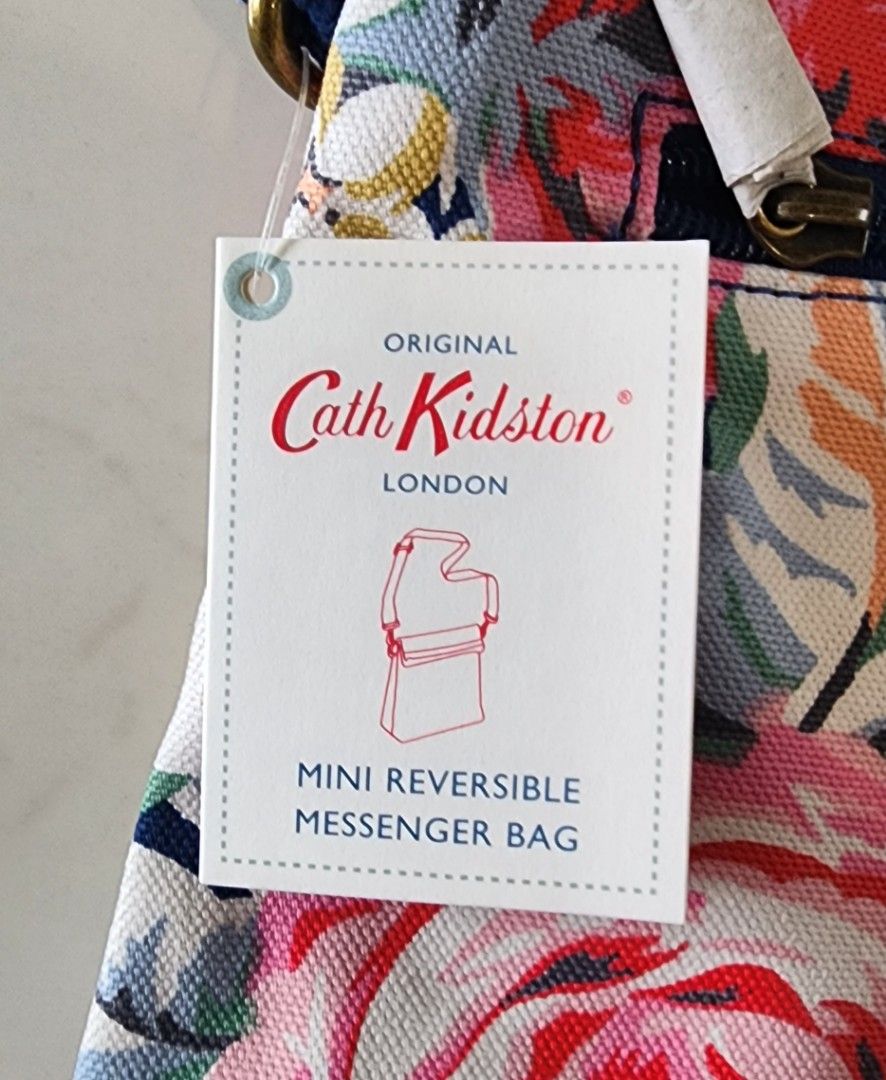 ORIGINAL
Cath Kidston®
LONDON
MINI REVERSIBLE
MESSENGER BAG